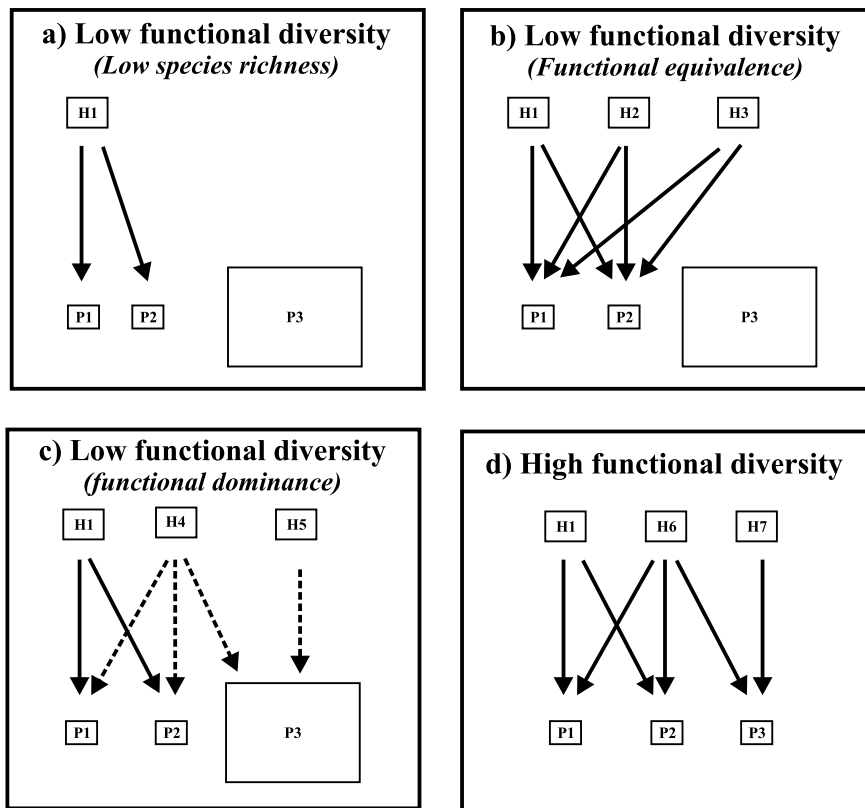 a) Low functional diversity
(Low species richness)
H1
P1 P2 P3
b) Low functional diversity
(Functional equivalence)
H1 H2 H3
P1 P2 P3
c) Low functional diversity
(functional dominance)
H1 H4 H5
P1 P2 P3
d) High functional diversity
H1 H6 H7
P1 P2 P3